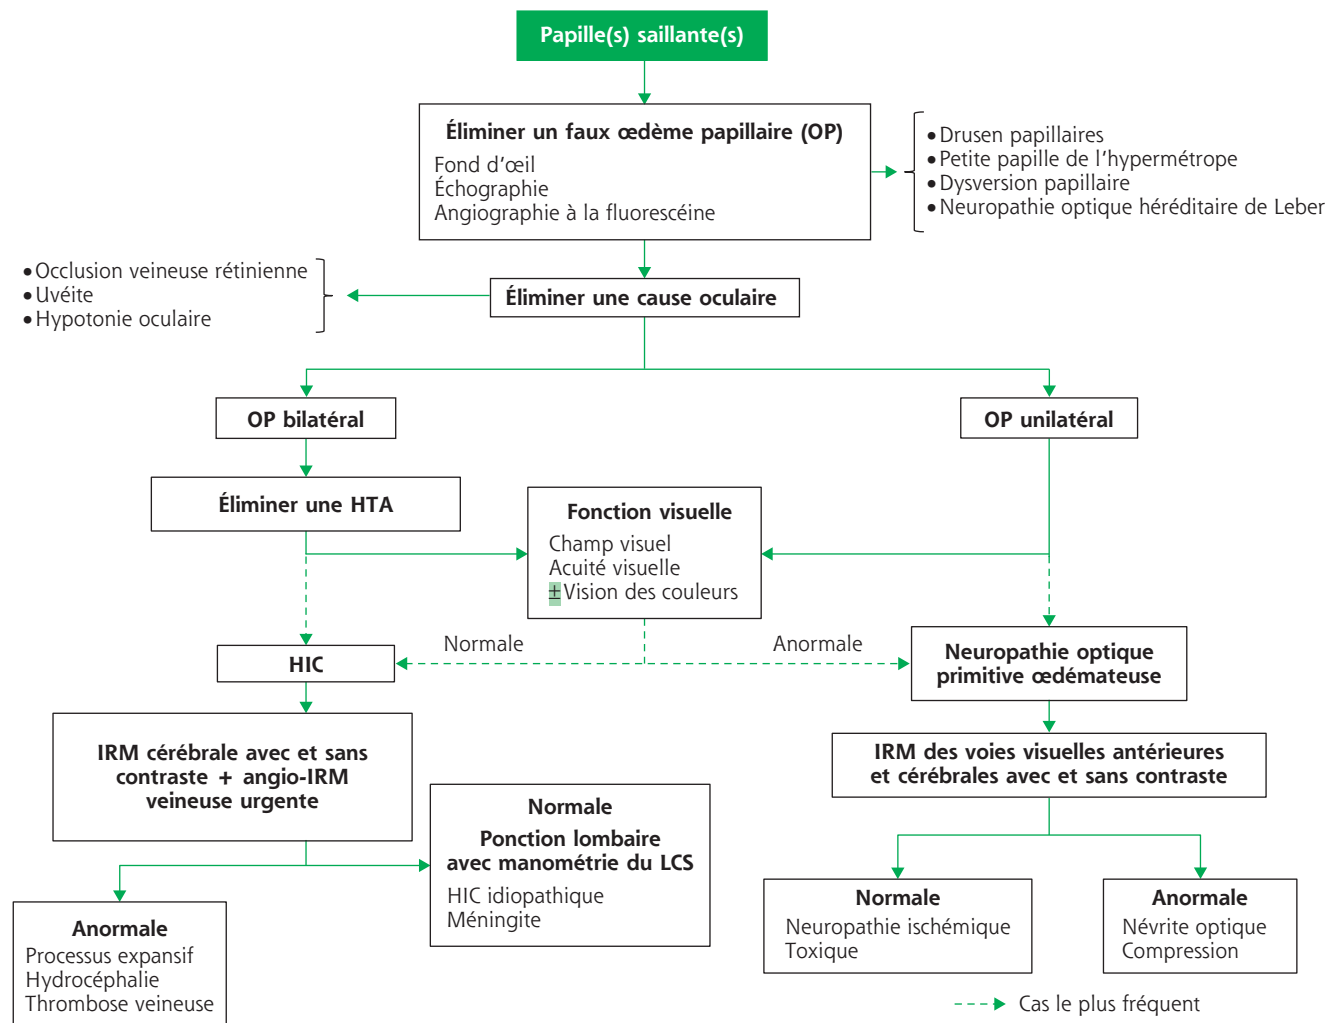 Papille(s) saillante(s)
Éliminer un faux œdème papillaire (OP)
Fond d’œil
Échographie
Angiographie à la fluorescéine
• Drusen papillaires
• Petite papille de l’hypermétrope
• Dysversion papillaire
• Neuropathie optique héréditaire de Leber
• Occlusion veineuse rétinienne
• Uvéite
• Hypotonie oculaire
Éliminer une cause oculaire
OP bilatéral
OP unilatéral
Éliminer une HTA
Fonction visuelle
Champ visuel
Acuité visuelle
± Vision des couleurs
Normale
Anormale
HIC
Neuropathie optique
primitive œdémateuse
IRM cérébrale avec et sans
contraste + angio-IRM
veineuse urgente
IRM des voies visuelles antérieures
et cérébrales avec et sans contraste
Normale
Ponction lombaire
avec manométrie du LCS
HIC idiopathique
Méningite
Anormale
Processus expansif
Hydrocéphalie
Thrombose veineuse
Normale
Neuropathie ischémique
Toxique
Anormale
Névrite optique
Compression
Cas le plus fréquent